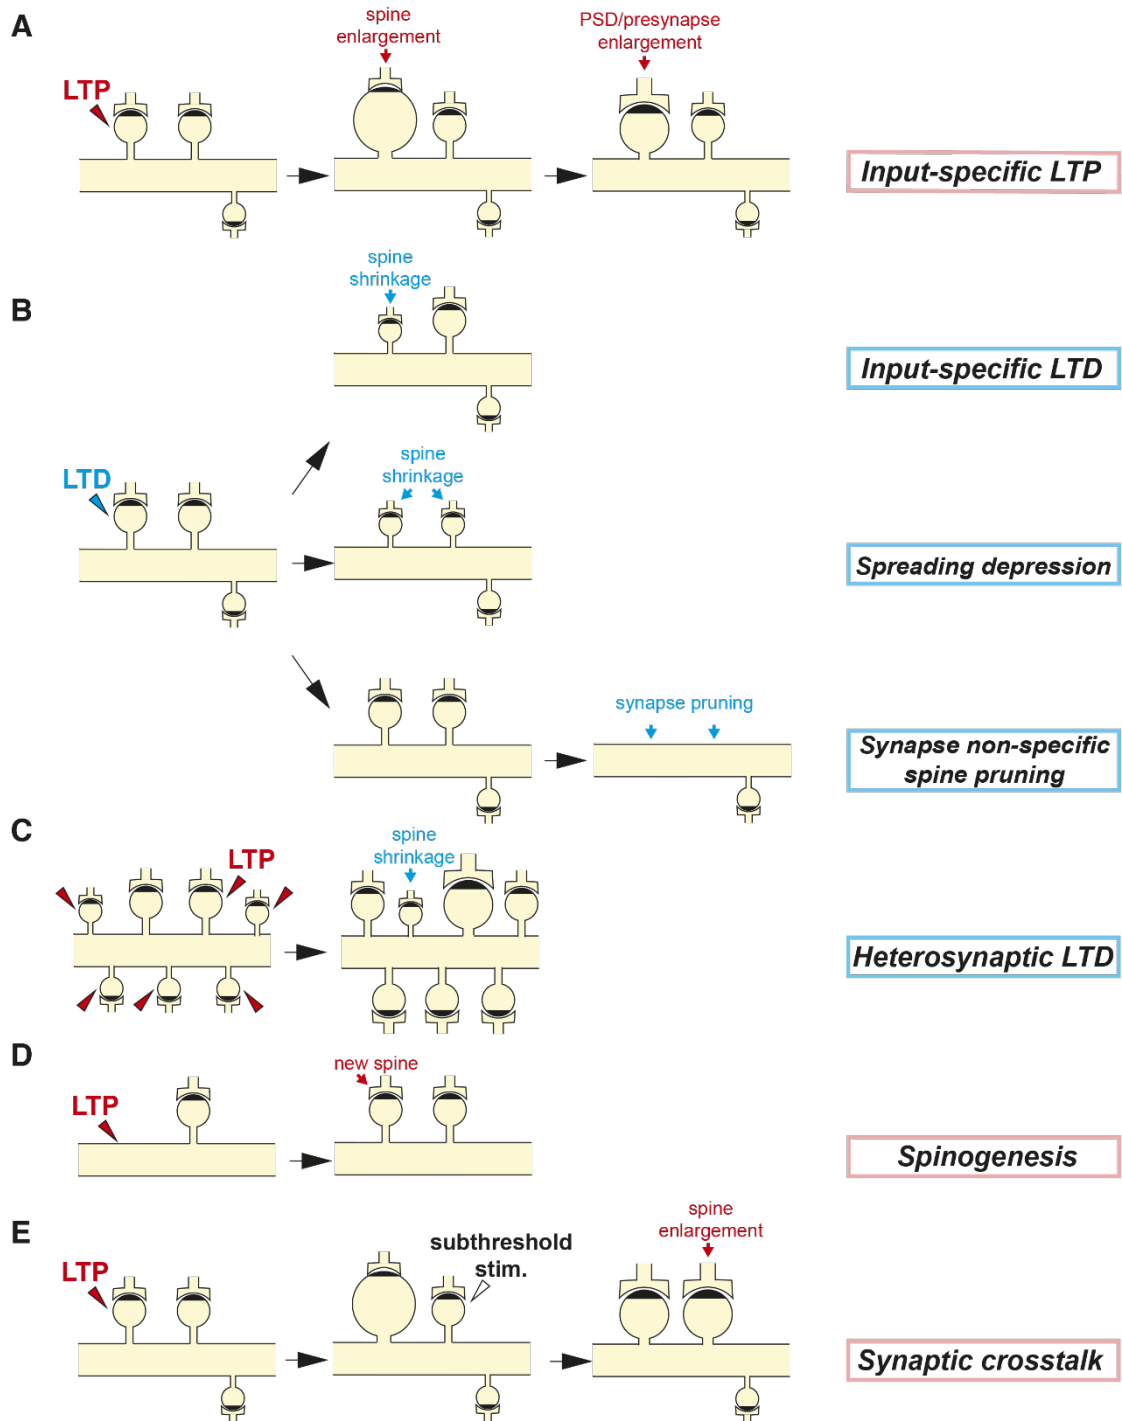 A
spine
enlargement
PSD/presynapse
enlargement
LTP
Input-specific LTP
B
spine
shrinkage
Input-specific LTD
LTD
spine
shrinkage
Spreading depression
synapse pruning
Synapse non-specific
spine pruning
C
LTP
spine
shrinkage
Heterosynaptic LTD
D
new spine
LTP
Spinogenesis
E
spine
enlargement
subthreshold
stim.
LTP
Synaptic crosstalk